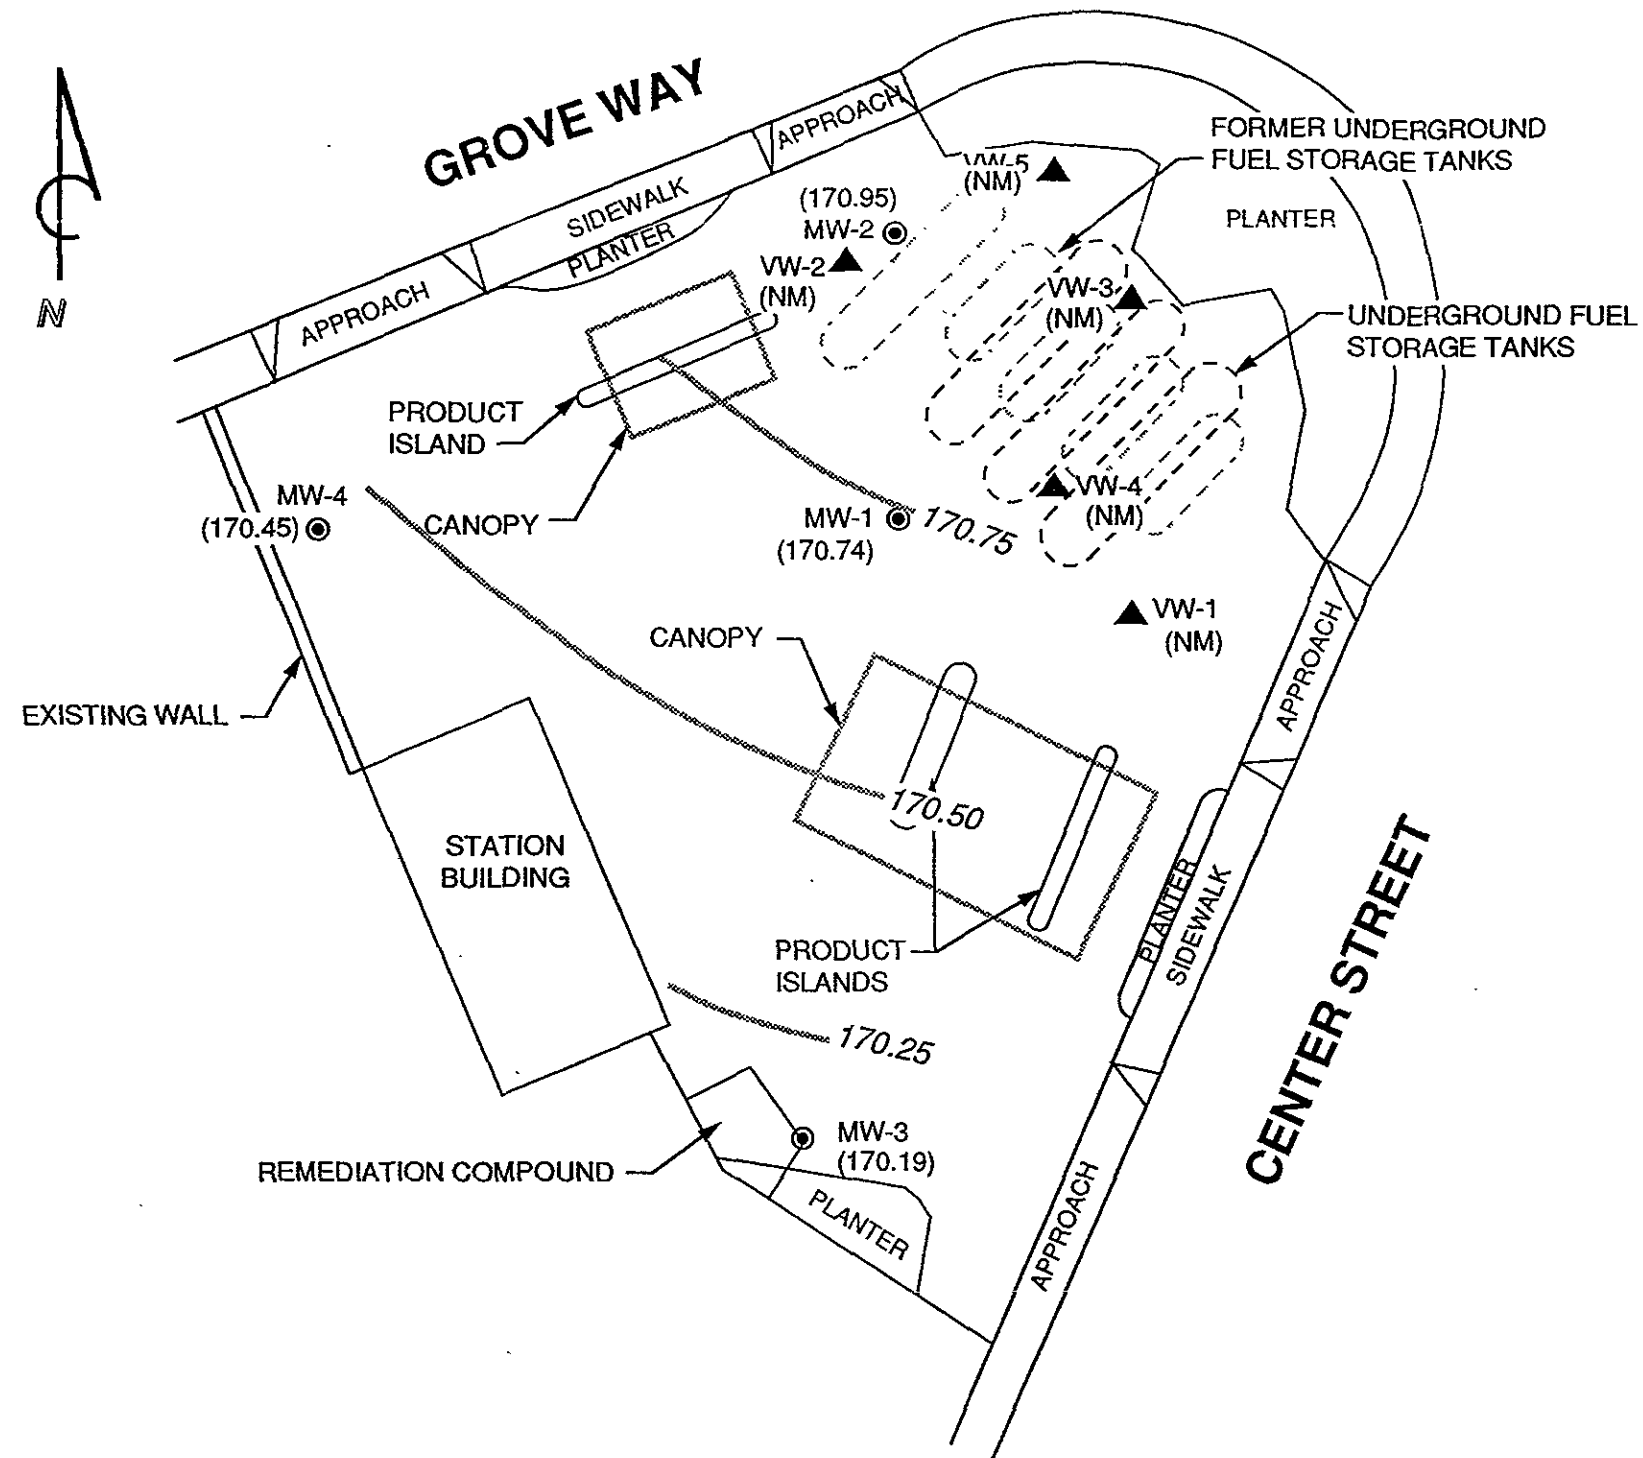 GROVE WAY
APPROACH
FORMER UNDERGROUND
FUEL STORAGE TANKS
VW-5
(NM)
SIDEWALK
PLANTER
(170.95)
MW-2
PLANTER
VW-2
(NM)
VW-3
(NM)
APPROACH
N
UNDERGROUND FUEL
STORAGE TANKS
PRODUCT
ISLAND
MW-4
(170.45)
CANOPY
MW-1
(170.74)
170.75
VW-4
(NM)
VW-1
(NM)
CANOPY
APPROACH
EXISTING WALL
170.50
STATION
BUILDING
PLANTER
SIDEWALK
PRODUCT
ISLANDS
CENTER STREET
170.25
MW-3
(170.19)
REMEDIATION COMPOUND
PLANTER
APPROACH